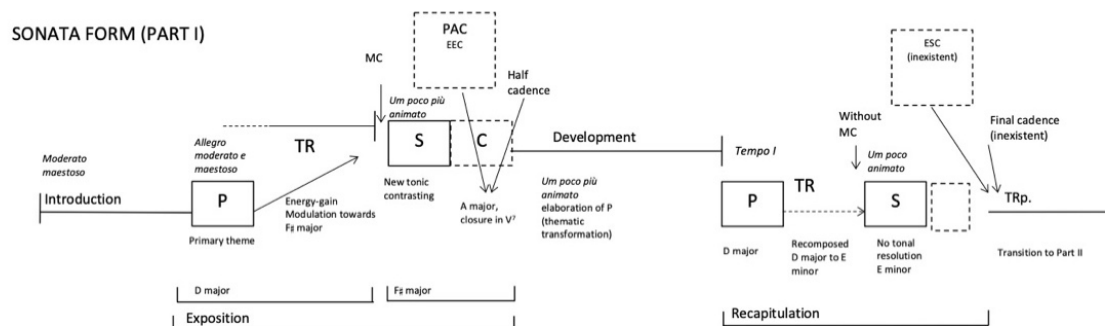 SONATA FORM (PART I)
PAC
EEC
MC
Half
cadence
ESC
(inexistent)
Without
MC
Final cadence
(inexistent)
Moderato
maestoso
Allegro
moderato e
maestoso
TR
Um poco più
animato
S
C
Development
Tempo I
Um poco
animato
Introduction
P
Primary theme
Energy-gain
Modulation towards
F♯ major
New tonic
contrasting
A major,
closure in V⁷
Um poco più
animato
elaboration of P
(thematic
transformation)
P
TR
S
TRp.
D major
Recomposed
D major to E
minor
No tonal
resolution
E minor
Transition to Part II
D major
F♯ major
Exposition
Recapitulation